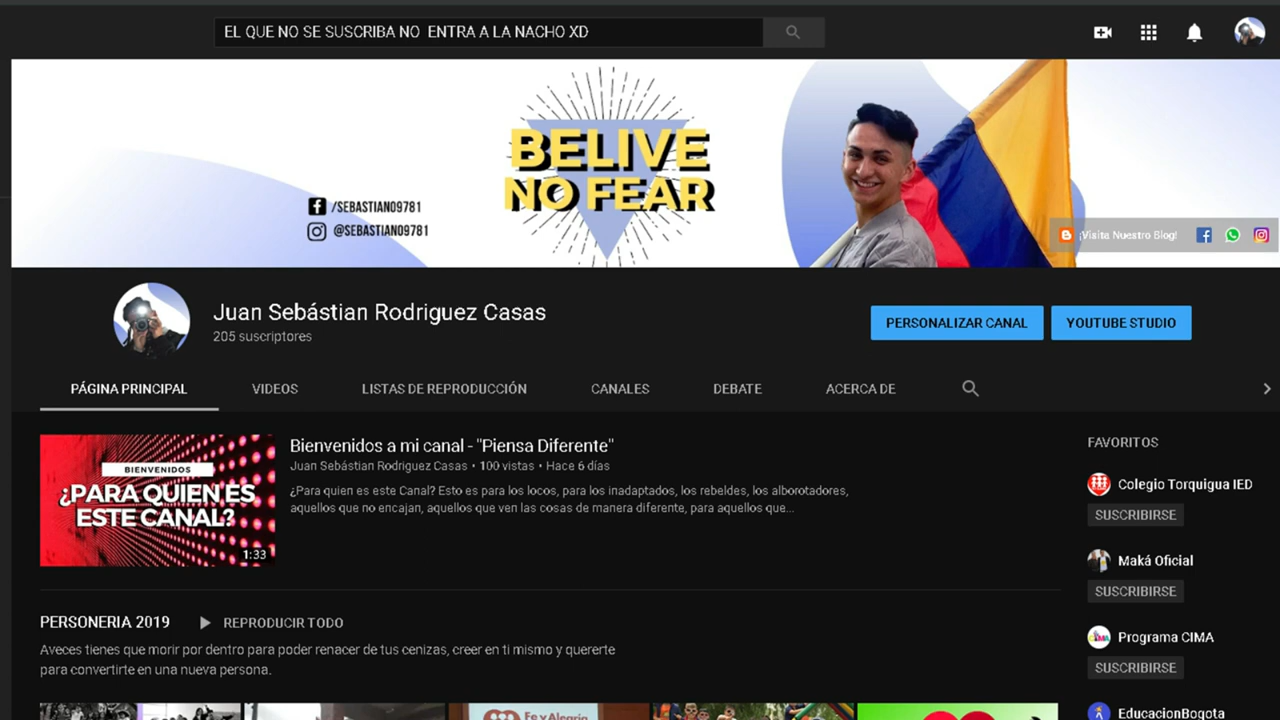 EL QUE NO SE SUSCRIBA NO  ENTRA A LA NACHO XD
BELIVE
NO FEAR
/SEBASTIAN09781
@SEBASTIAN09781
¡Visita Nuestro Blog!
Juan Sebástian Rodriguez Casas
205 suscriptores
PERSONALIZAR CANAL
YOUTUBE STUDIO
PÁGINA PRINCIPAL
VIDEOS
LISTAS DE REPRODUCCIÓN
CANALES
DEBATE
ACERCA DE
BIENVENIDOS
¿PARA QUIEN ES
ESTE CANAL?
1:33
Bienvenidos a mi canal - "Piensa Diferente"
Juan Sebástian Rodriguez Casas • 100 vistas • Hace 6 días
¿Para quien es este Canal? Esto es para los locos, para los inadaptados, los rebeldes, los alborotadores,
aquellos que no encajan, aquellos que ven las cosas de manera diferente, para aquellos que...
FAVORITOS
Colegio Torquigua IED
SUSCRIBIRSE
Maká Oficial
SUSCRIBIRSE
Programa CIMA
SUSCRIBIRSE
EducacionBogota
PERSONERIA 2019
REPRODUCIR TODO
Aveces tienes que morir por dentro para poder renacer de tus cenizas, creer en ti mismo y quererte
para convertirte en una nueva persona.
Fe y Alegría